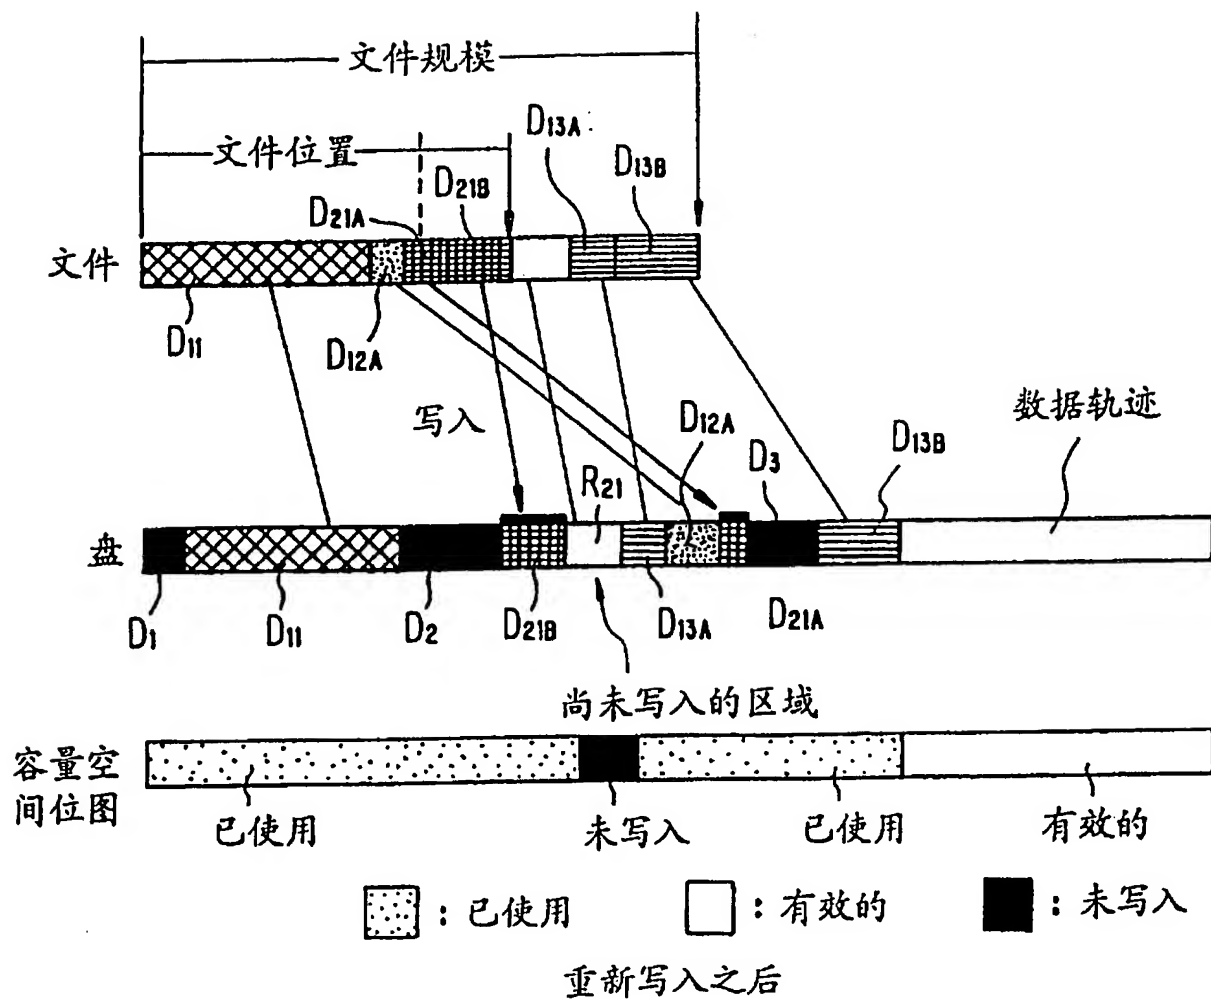 文件规模
D13A
文件位置
D13B
D21B
D21A
文件
D11
D12A
数据轨迹
写入
D12A
D13B
D3
R21
盘
D1
D11
D2
D21B
D13A
D21A
尚未写入的区域
容量空
间位图
已使用
未写入
已使用
有效的
：已使用
：有效的
：未写入
重新写入之后